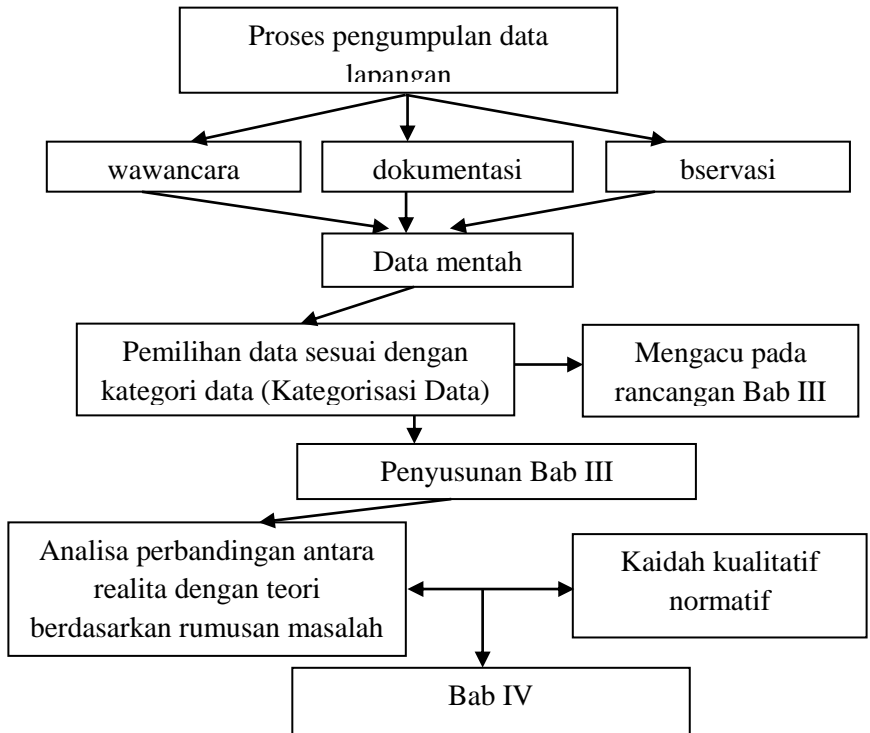 Proses pengumpulan data
lapangan
wawancara
dokumentasi
bservasi
Data mentah
Pemilihan data sesuai dengan
kategori data (Kategorisasi Data)
Mengacu pada
rancangan Bab III
Penyusunan Bab III
Analisa perbandingan antara
realita dengan teori
berdasarkan rumusan masalah
Kaidah kualitatif
normatif
Bab IV